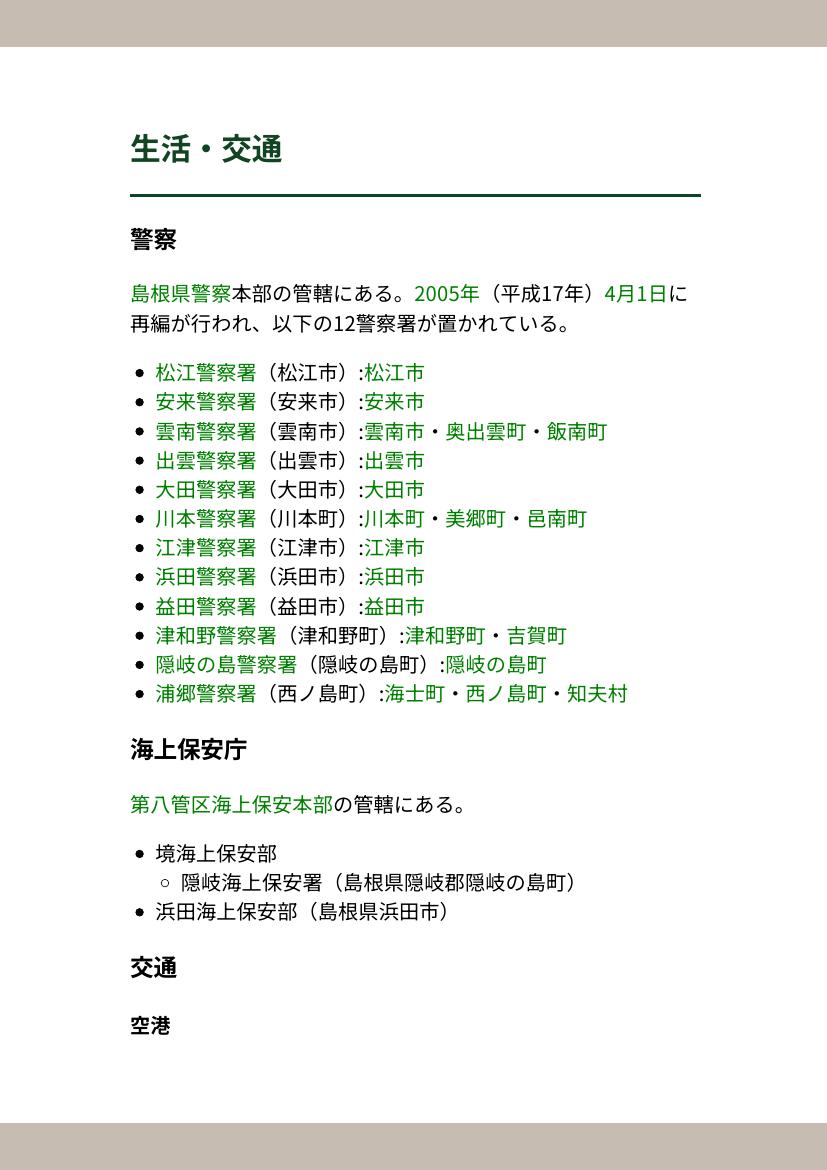 生活・交通
警察
島根県警察本部の管轄にある。2005年（平成17年）4月1日に
再編が行われ、以下の12警察署が置かれている。
松江警察署（松江市）:松江市
安来警察署（安来市）:安来市
雲南警察署（雲南市）:雲南市・奥出雲町・飯南町
出雲警察署（出雲市）:出雲市
大田警察署（大田市）:大田市
川本警察署（川本町）:川本町・美郷町・邑南町
江津警察署（江津市）:江津市
浜田警察署（浜田市）:浜田市
益田警察署（益田市）:益田市
津和野警察署（津和野町）:津和野町・吉賀町
隠岐の島警察署（隠岐の島町）:隠岐の島町
浦郷警察署（西ノ島町）:海士町・西ノ島町・知夫村
海上保安庁
第八管区海上保安本部の管轄にある。
境海上保安部
隠岐海上保安署（島根県隠岐郡隠岐の島町）
浜田海上保安部（島根県浜田市）
交通
空港